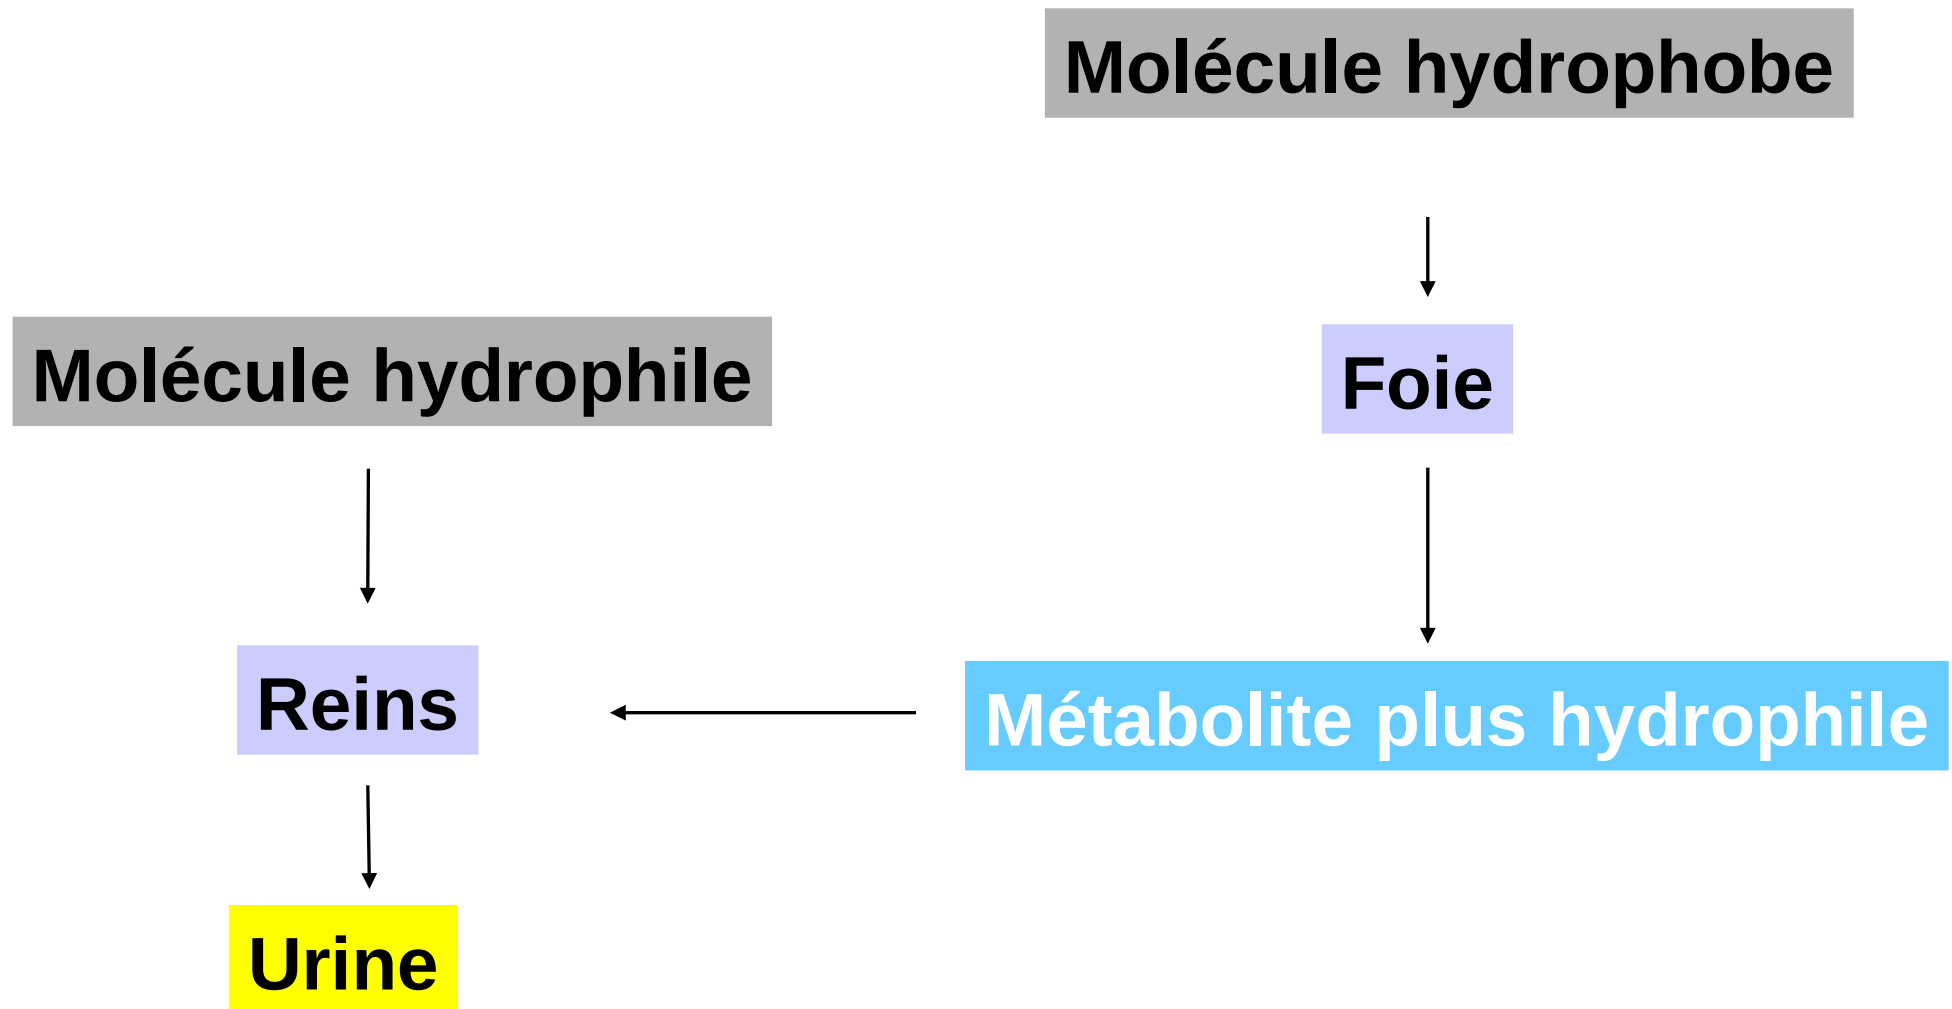 Molécule hydrophobe
Molécule hydrophile
Foie
Reins
Métabolite plus hydrophile
Urine